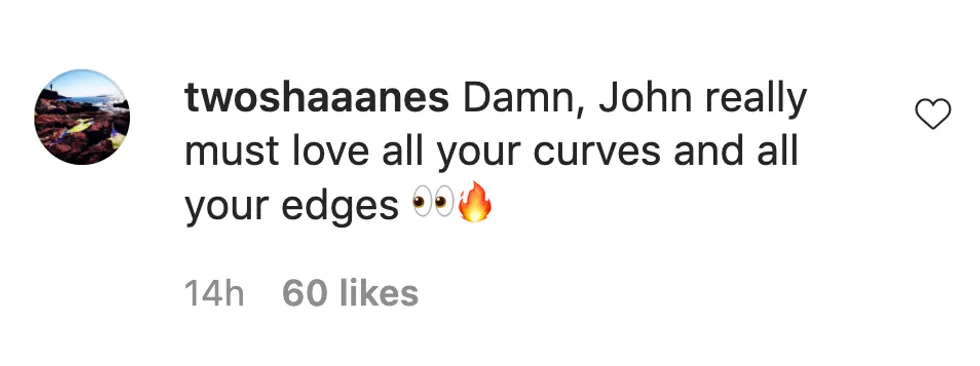 twoshaaanes Damn, John really
must love all your curves and all
your edges 👀🔥
14h 60 likes